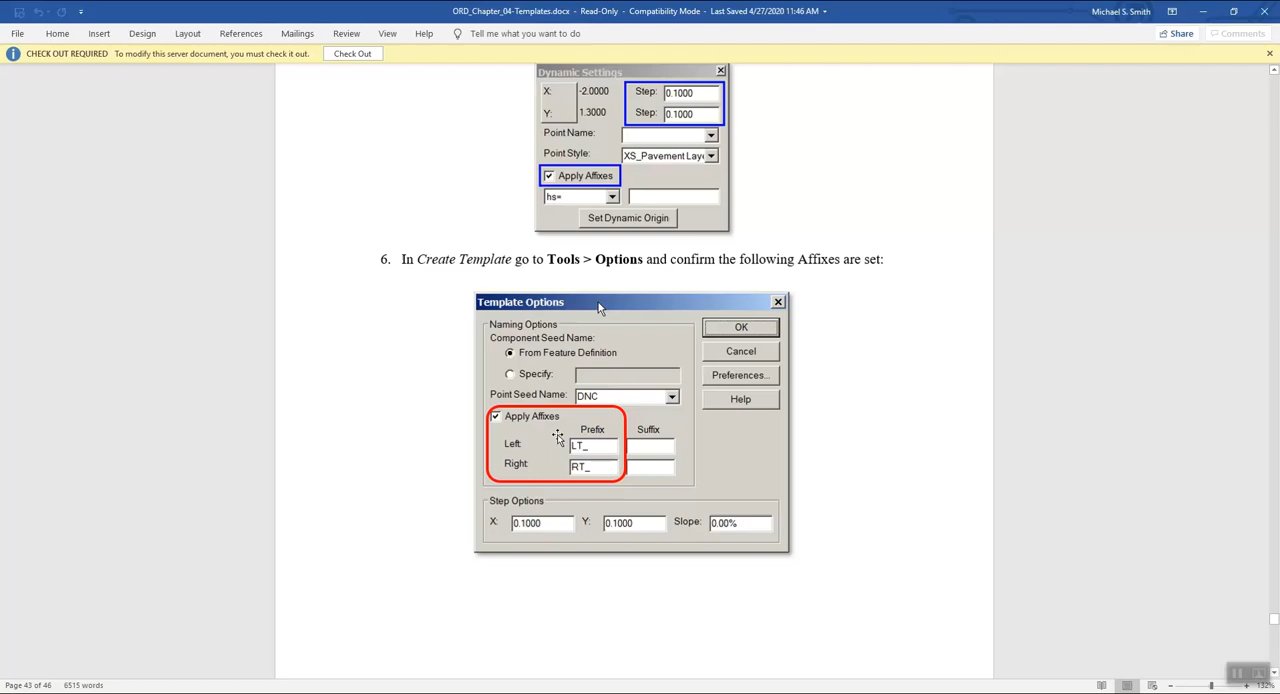 ORD_Chapter_04-Templates.docx - Read-Only - Compatibility Mode - Last Saved 4/27/2020 11:46 AM
Michael S. Smith
File Home Insert Design Layout References Mailings Review View Help Tell me what you want to do
Share Comments
CHECK OUT REQUIRED To modify this server document, you must check it out. Check Out
Dynamic Settings
X: -2.0000 Step: 0.1000
Y: 1.3000 Step: 0.1000
Point Name:
Point Style: XS_Pavement Laye
Apply Affixes
hs=
Set Dynamic Origin
6. In Create Template go to Tools > Options and confirm the following Affixes are set:
Template Options
Naming Options
Component Seed Name:
From Feature Definition
Specify:
Point Seed Name: DNC
Apply Affixes
Prefix Suffix
Left: LT_
Right: RT_
OK
Cancel
Preferences...
Help
Step Options
X: 0.1000 Y: 0.1000 Slope: 0.00%
Page 43 of 46 6515 words
132%